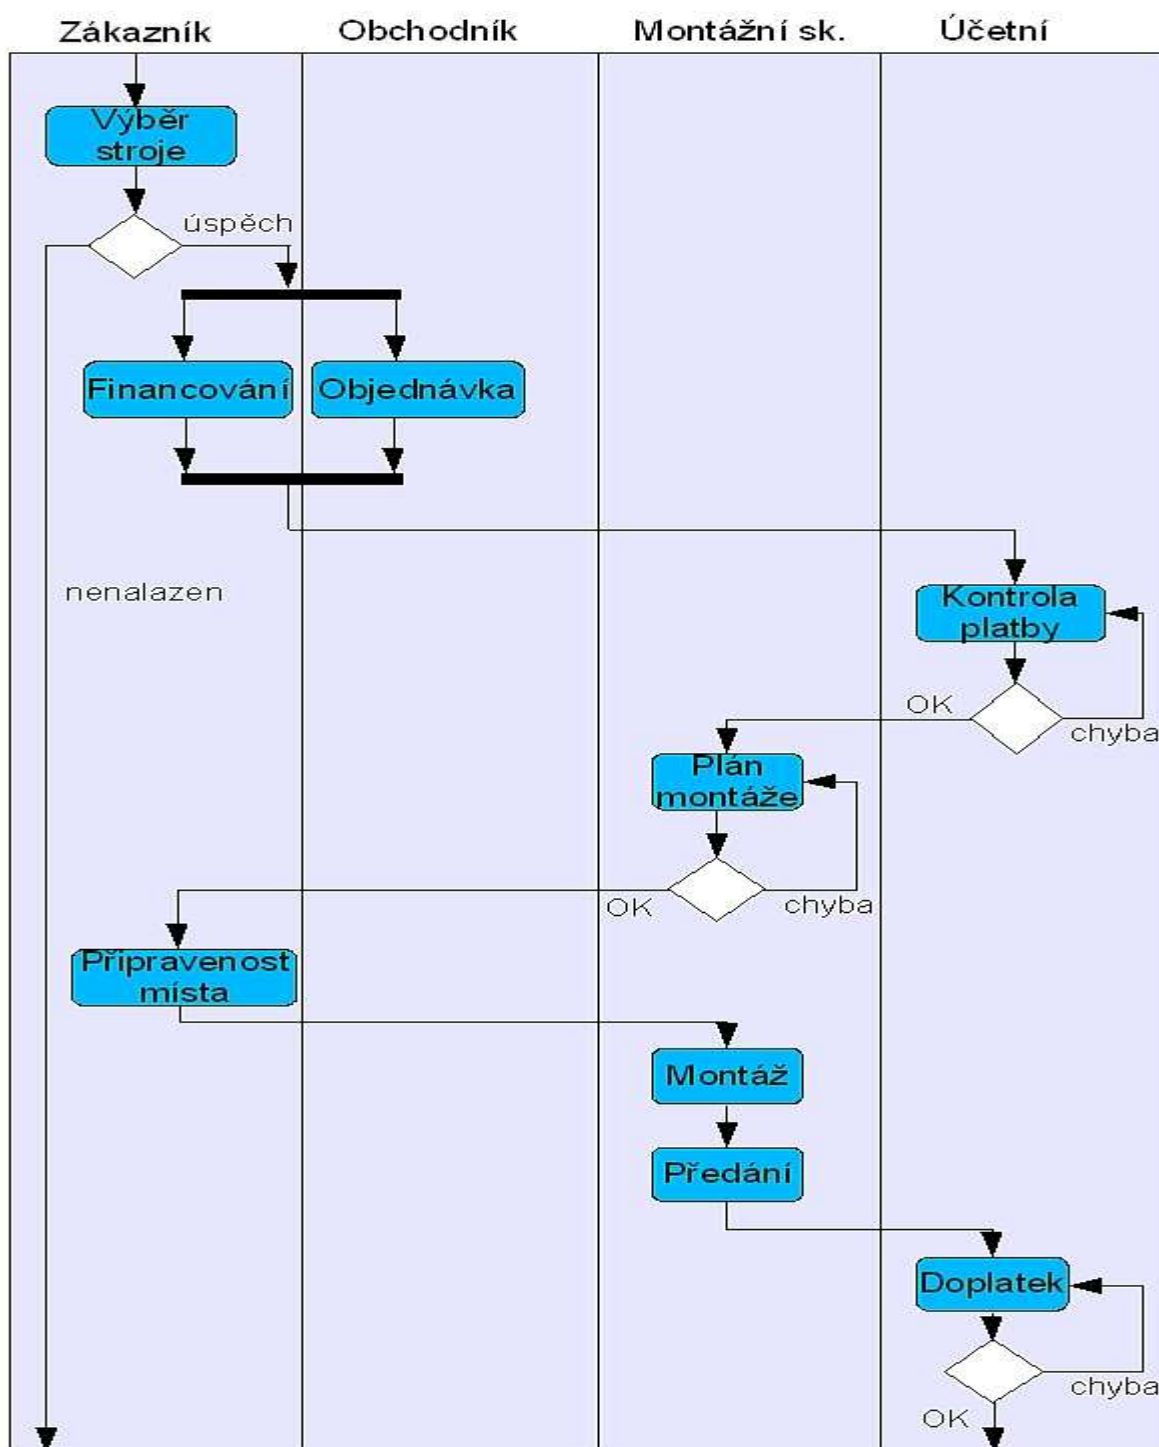 Zákazník Obchodník Montážní sk. Účetní
Výběr
stroje
úspěch
Financování Objednávka
nenalazen
Kontrola
platby
OK
chyba
Plán
montáže
OK chyba
Připravenost
místa
Montáž
Předání
Doplatek
chyba
OK